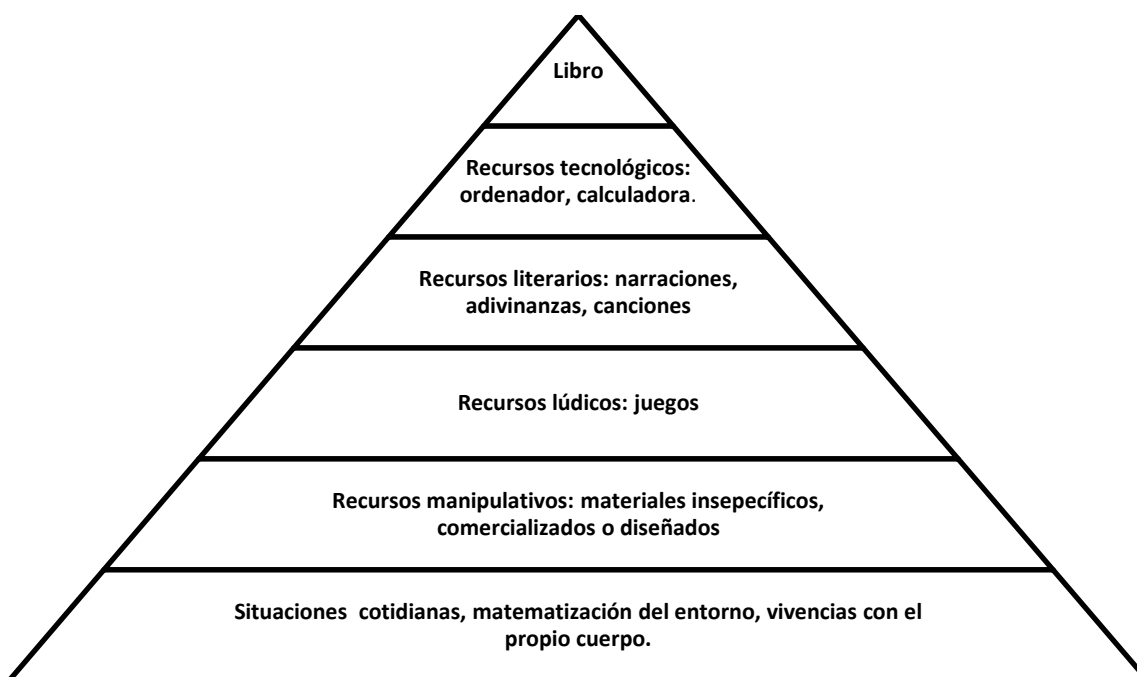 Libro
Recursos tecnológicos:
ordenador, calculadora.
Recursos literarios: narraciones,
adivinanzas, canciones
Recursos lúdicos: juegos
Recursos manipulativos: materiales insepecíficos,
comercializados o diseñados
Situaciones  cotidianas, matematización del entorno, vivencias con el
propio cuerpo.